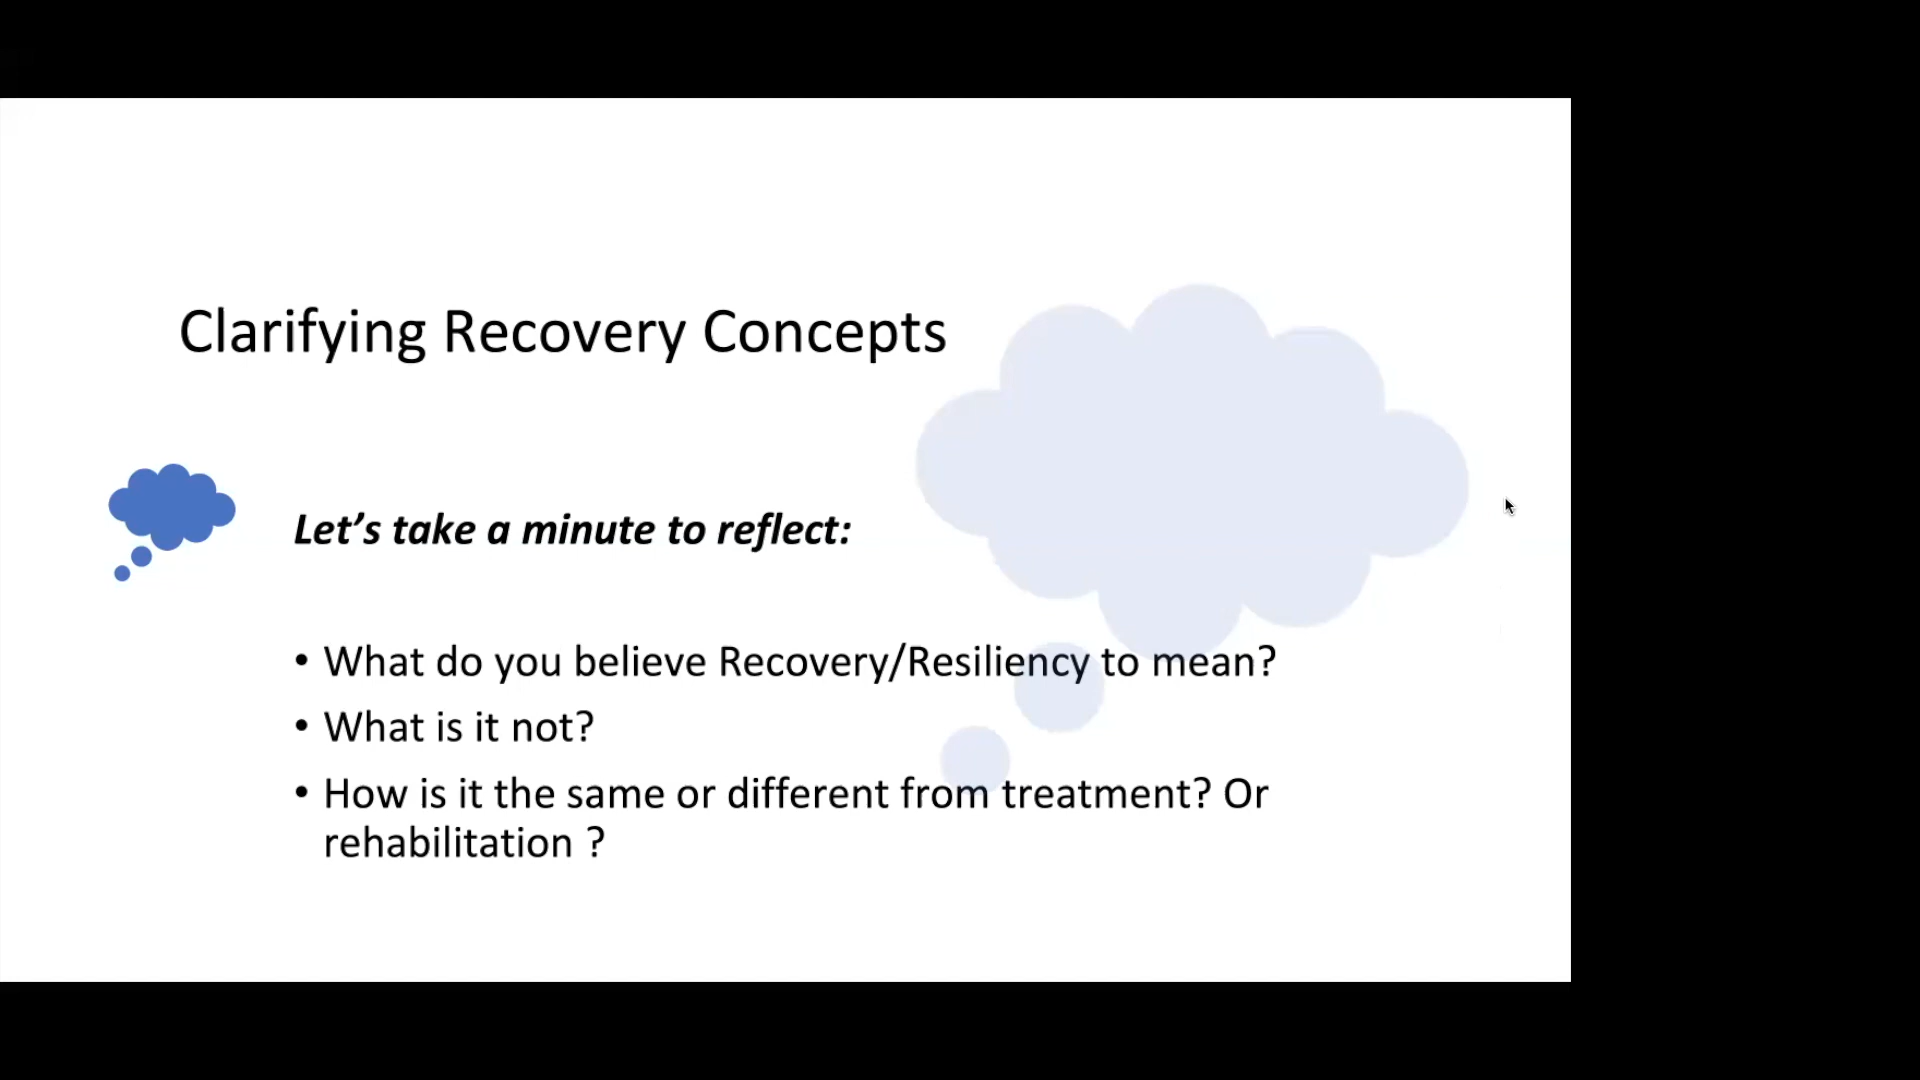 Clarifying Recovery Concepts
Let’s take a minute to reflect:
• What do you believe Recovery/Resiliency to mean?
• What is it not?
• How is it the same or different from treatment? Or
rehabilitation ?